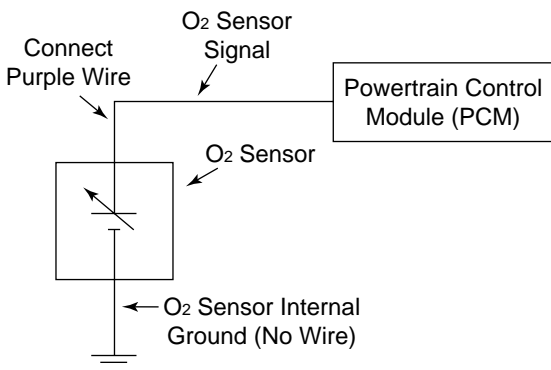 O2 Sensor
Signal
Connect
Purple Wire
Powertrain Control
Module (PCM)
O2 Sensor
O2 Sensor Internal
Ground (No Wire)